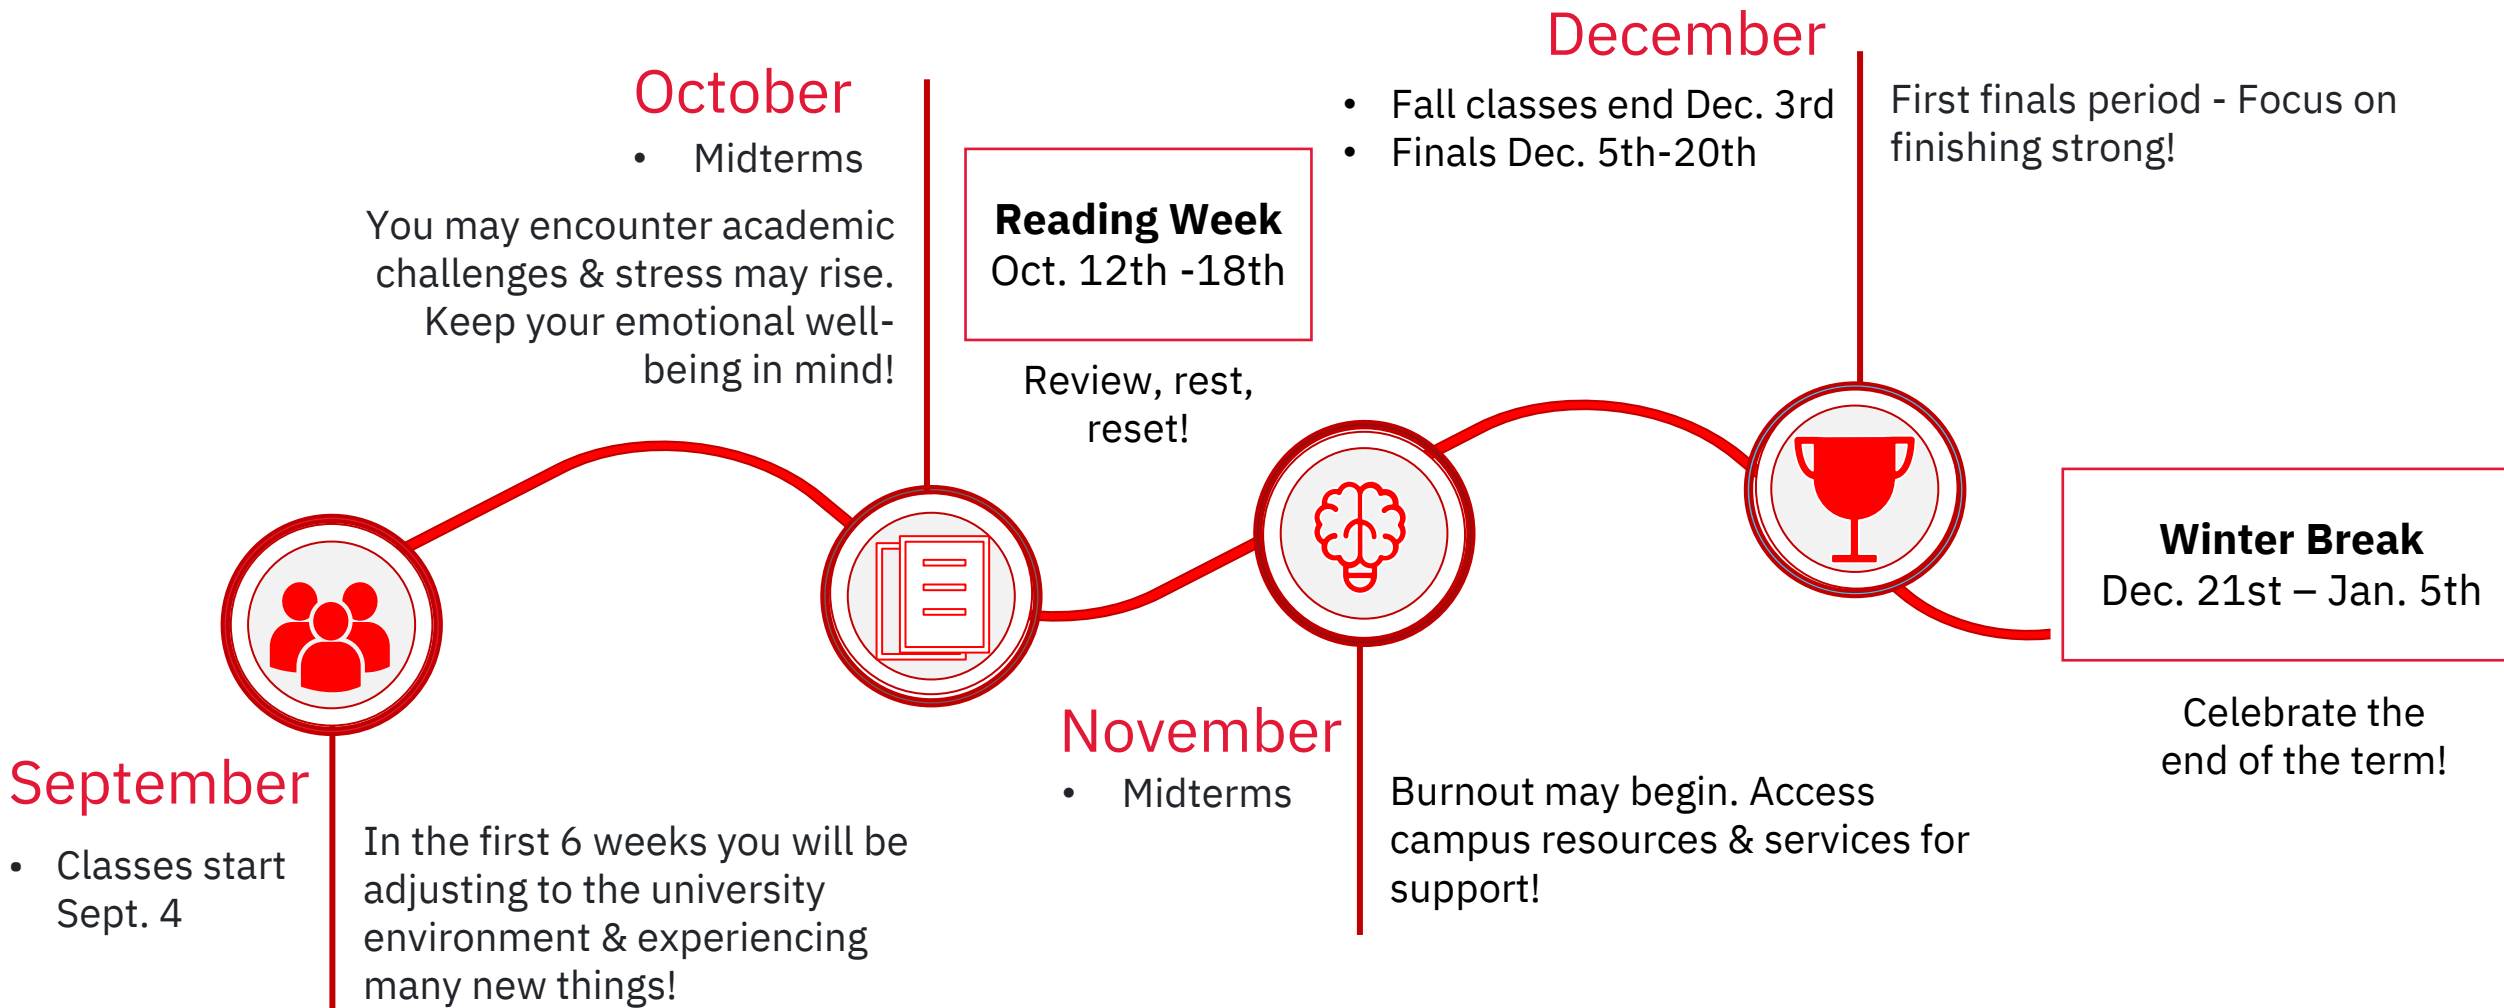 September
• Classes start
Sept. 4
In the first 6 weeks you will be
adjusting to the university
environment & experiencing
many new things!
October
• Midterms
You may encounter academic
challenges & stress may rise.
Keep your emotional well-
being in mind!
Reading Week
Oct. 12th -18th
Review, rest,
reset!
November
• Midterms
Burnout may begin. Access
campus resources & services for
support!
December
• Fall classes end Dec. 3rd
• Finals Dec. 5th-20th
First finals period - Focus on
finishing strong!
Winter Break
Dec. 21st – Jan. 5th
Celebrate the
end of the term!